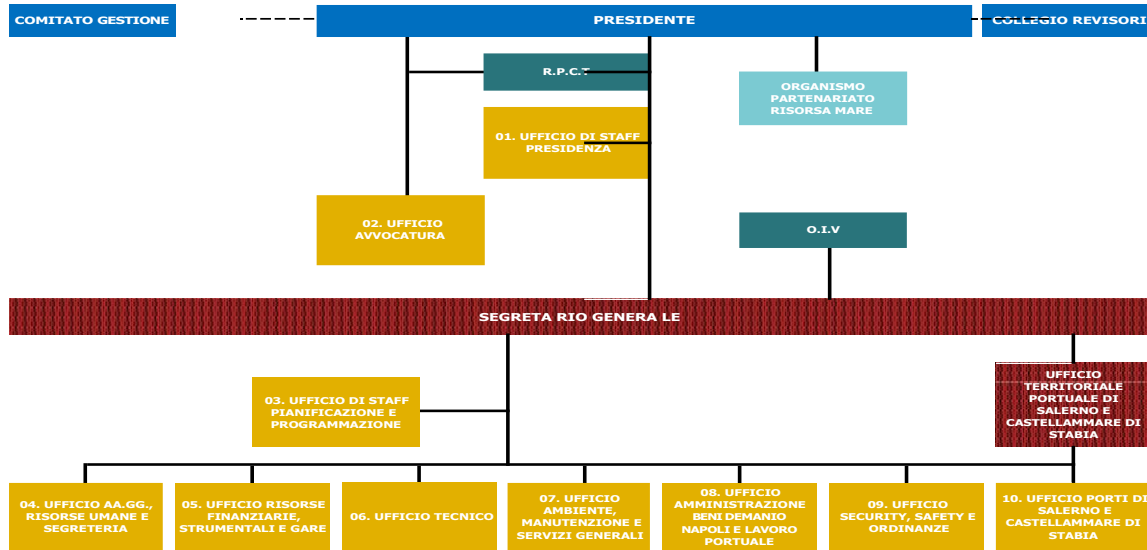 COMITATO GESTIONE
PRESIDENTE
COLLEGIO REVISORI
R.P.C.T
ORGANISMO
PARTENARIATO
RISORSA MARE
01. UFFICIO DI STAFF
PRESIDENZA
02. UFFICIO
AVVOCATURA
O.I.V
SEGRETA RIO GENERA LE
03. UFFICIO DI STAFF
PIANIFICAZIONE E
PROGRAMMAZIONE
UFFICIO
TERRITORIALE
PORTUALE DI
SALERNO E
CASTELLAMMARE DI
STABIA
04. UFFICIO AA.GG.,
RISORSE UMANE E
SEGRETERIA
05. UFFICIO RISORSE
FINANZIARIE,
STRUMENTALI E GARE
06. UFFICIO TECNICO
07. UFFICIO
AMBIENTE,
MANUTENZIONE E
SERVIZI GENERALI
08. UFFICIO
AMMINISTRAZIONE
BENI DEMANIO
NAPOLI E LAVORO
PORTUALE
09. UFFICIO
SECURITY, SAFETY E
ORDINANZE
10. UFFICIO PORTI DI
SALERNO E
CASTELLAMMARE DI
STABIA